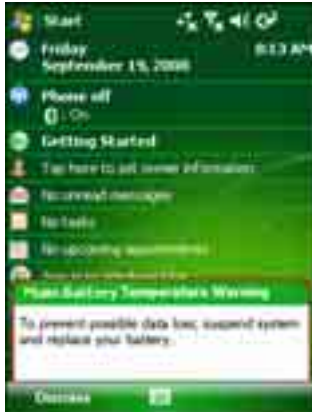 Start
Friday
September 19, 2008
8:13 AM
Phone off
: On
Getting Started
Tap here to set owner information
No unread messages
No tasks
No upcoming appointments
Main Battery Temperature Warning
To prevent possible data loss, suspend system
and replace your battery.
Dismiss